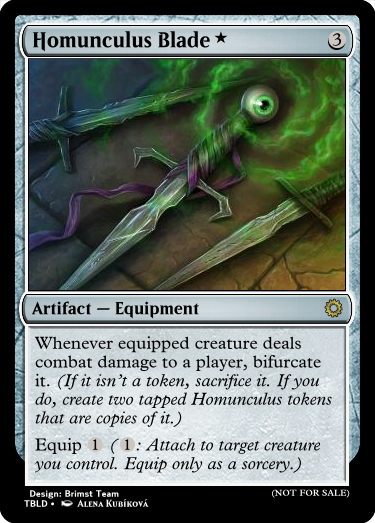 Homunculus Blade ★ 3
Artifact — Equipment
Whenever equipped creature deals
combat damage to a player, bifurcate
it. (If it isn't a token, sacrifice it. If you
do, create two tapped Homunculus tokens
that are copies of it.)
Equip 1 (1: Attach to target creature
you control. Equip only as a sorcery.)
Design: Brimst Team
(NOT FOR SALE)
TBLD • Alena Kubíková